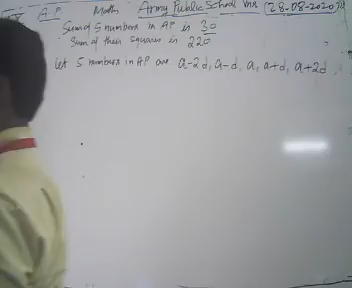 A.P Maths Army Public School (28-08-2020)
Sum of 5 numbers in AP is 30
Sum of their squares is 220
Let 5 numbers in AP are a-2d, a-d, a, a+d, a+2d